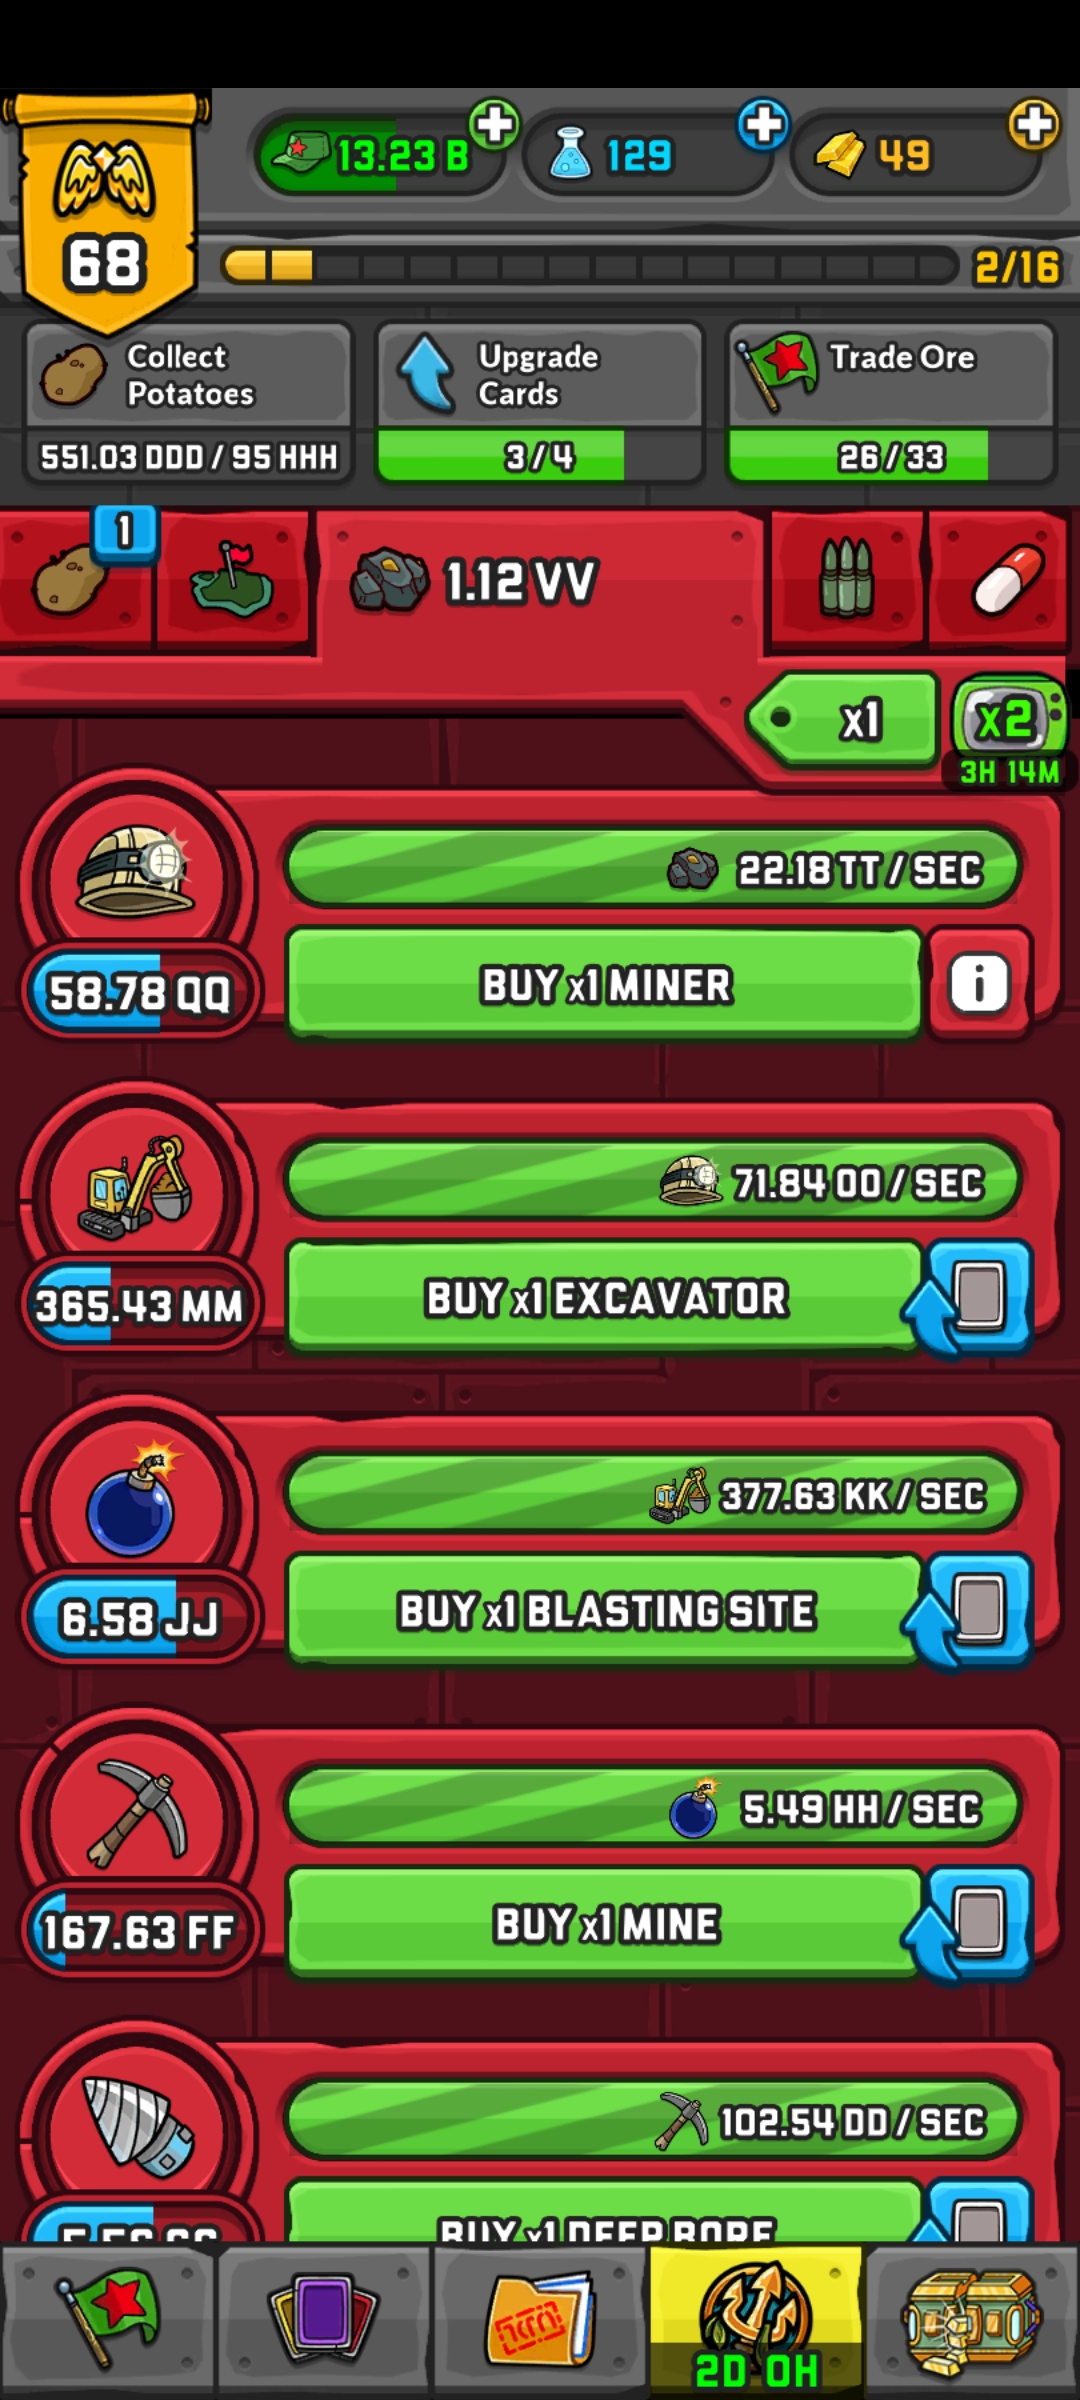 13.23 B
129
49
68
2/16
Collect
Potatoes
551.03 DDD / 95 HHH
Upgrade
Cards
3/4
Trade Ore
26/33
1
1.12 VV
x1
x2
3H 14M
22.18 TT / SEC
58.78 QQ
BUY x1 MINER
i
71.84 OO / SEC
365.43 MM
BUY x1 EXCAVATOR
377.63 KK / SEC
6.58 JJ
BUY x1 BLASTING SITE
5.49 HH / SEC
167.63 FF
BUY x1 MINE
102.54 DD / SEC
BUY x1 DEEP BORE
2D 0H